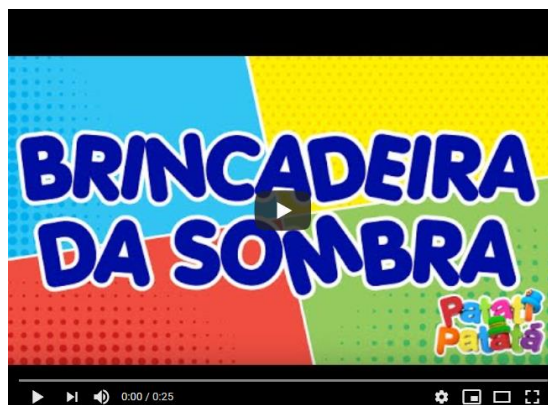 BRINCADEIRA
DA SOMBRA
Patati
Patatá
0:00 / 0:25